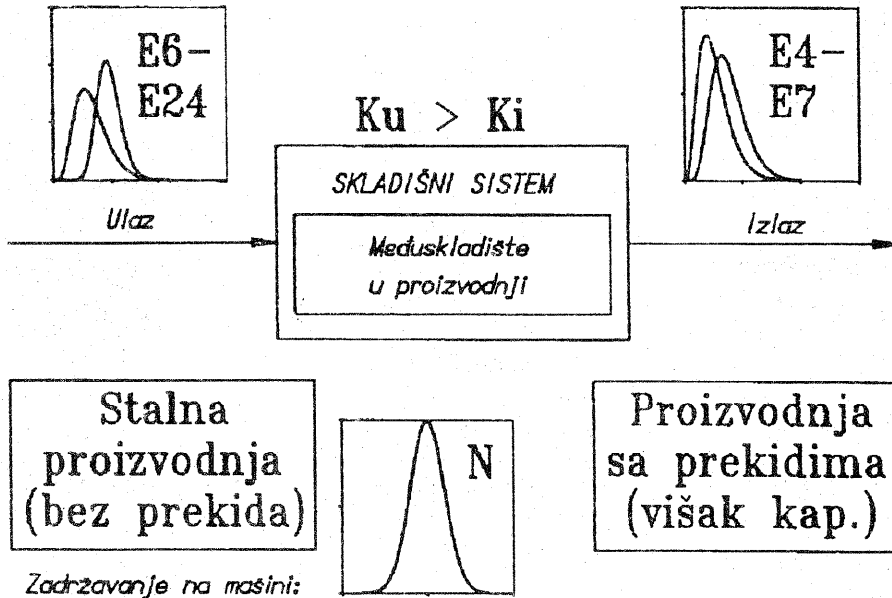 E6-
E24
E4-
E7
Ku > Ki
SKLADIŠNI SISTEM
Ulaz
Izlaz
Međuskladište
u proizvodnji
Stalna
proizvodnja
(bez prekida)
N
Proizvodnja
sa prekidima
(višak kap.)
Zadržavanje na mašini: